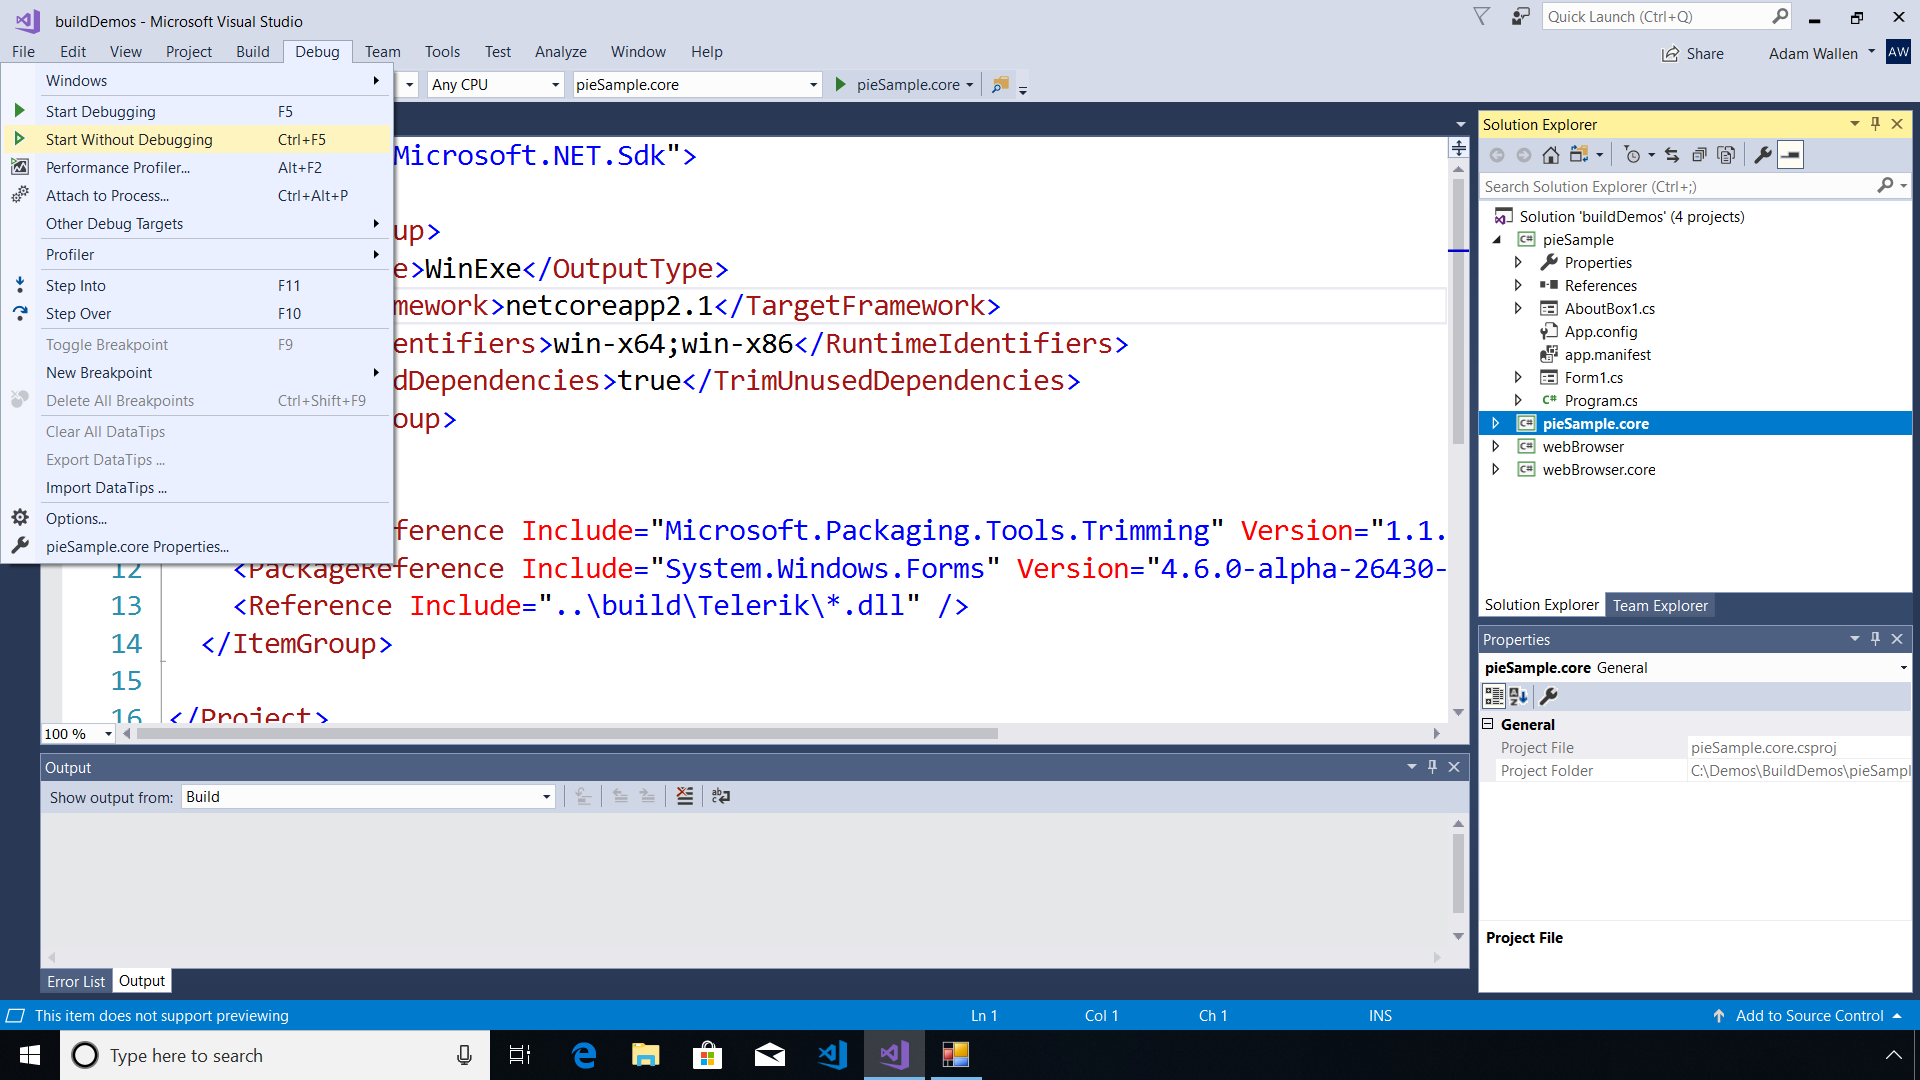 buildDemos - Microsoft Visual Studio
Quick Launch (Ctrl+Q)
File Edit View Project Build Debug Team Tools Test Analyze Window Help
Share Adam Wallen AW
Any CPU pieSample.core pieSample.core
Windows
Start Debugging F5
Start Without Debugging Ctrl+F5
Performance Profiler... Alt+F2
Attach to Process... Ctrl+Alt+P
Other Debug Targets
Profiler
Step Into F11
Step Over F10
Toggle Breakpoint F9
New Breakpoint
Delete All Breakpoints Ctrl+Shift+F9
Clear All DataTips
Export DataTips ...
Import DataTips ...
Options...
pieSample.core Properties...
Microsoft.NET.Sdk">
up>
e>WinExe</OutputType>
mework>netcoreapp2.1</TargetFramework>
entifiers>win-x64;win-x86</RuntimeIdentifiers>
dDependencies>true</TrimUnusedDependencies>
oup>
ference Include="Microsoft.Packaging.Tools.Trimming" Version="1.1.
12 <PackageReference Include="System.Windows.Forms" Version="4.6.0-alpha-26430-
13 <Reference Include="..\build\Telerik\*.dll" />
14 </ItemGroup>
15
16 </Project>
100 %
Output
Show output from: Build
Error List Output
Solution Explorer
Search Solution Explorer (Ctrl+;)
Solution 'buildDemos' (4 projects)
C# pieSample
Properties
References
AboutBox1.cs
App.config
app.manifest
Form1.cs
C# Program.cs
C# pieSample.core
C# webBrowser
C# webBrowser.core
Solution Explorer Team Explorer
Properties
pieSample.core General
General
Project File pieSample.core.csproj
Project Folder C:\Demos\BuildDemos\pieSampl
Project File
This item does not support previewing Ln 1 Col 1 Ch 1 INS Add to Source Control
Type here to search